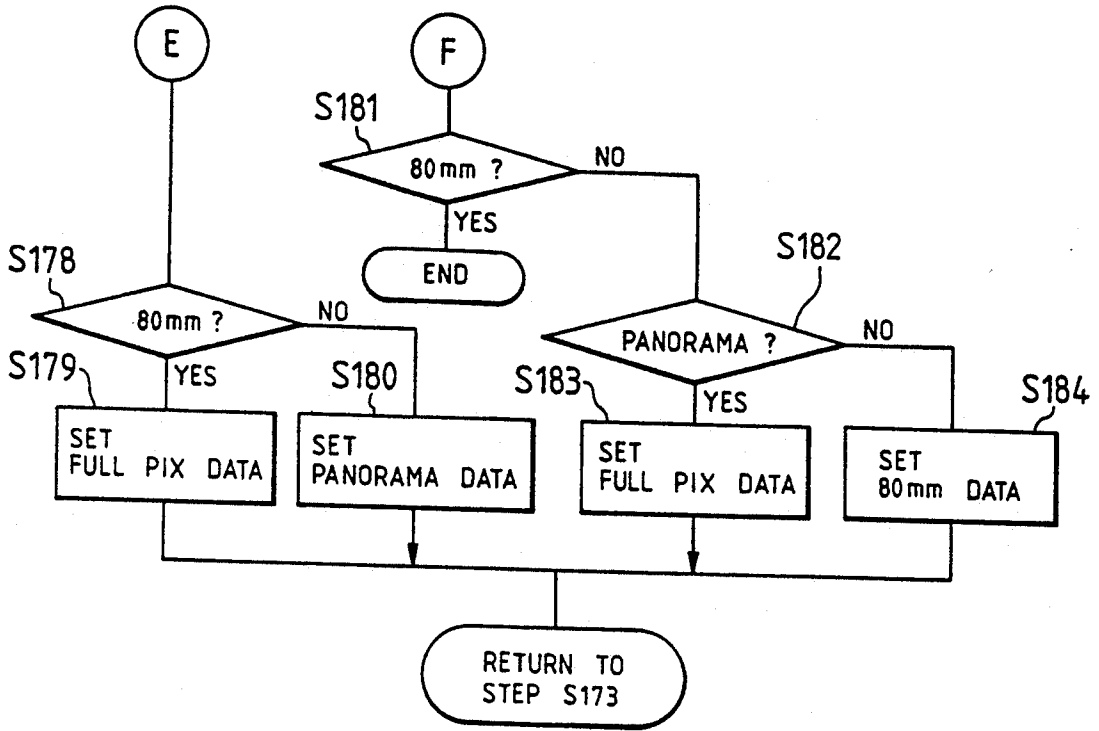 E
F
S181
80mm ?
NO
YES
END
S178
80mm ?
NO
YES
S182
PANORAMA ?
NO
YES
S179
SET
FULL PIX DATA
S180
SET
PANORAMA DATA
S183
SET
FULL PIX DATA
S184
SET
80mm DATA
RETURN TO
STEP S173